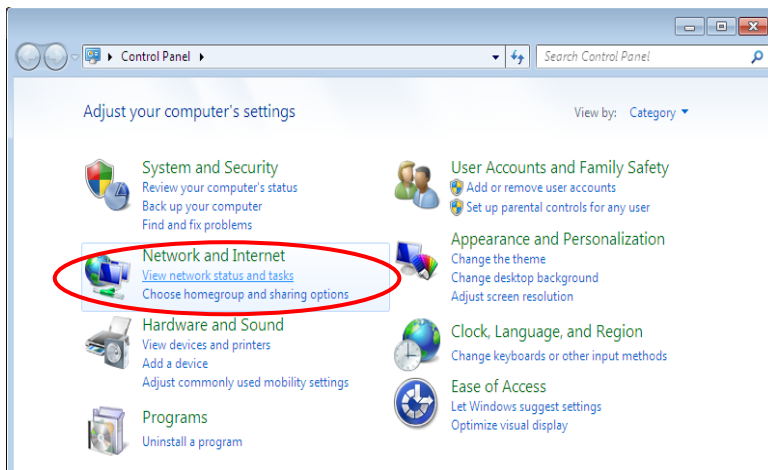 Control Panel
Search Control Panel
Adjust your computer's settings
View by: Category
System and Security
Review your computer's status
Back up your computer
Find and fix problems
Network and Internet
View network status and tasks
Choose homegroup and sharing options
Hardware and Sound
View devices and printers
Add a device
Adjust commonly used mobility settings
Programs
Uninstall a program
User Accounts and Family Safety
Add or remove user accounts
Set up parental controls for any user
Appearance and Personalization
Change the theme
Change desktop background
Adjust screen resolution
Clock, Language, and Region
Change keyboards or other input methods
Ease of Access
Let Windows suggest settings
Optimize visual display